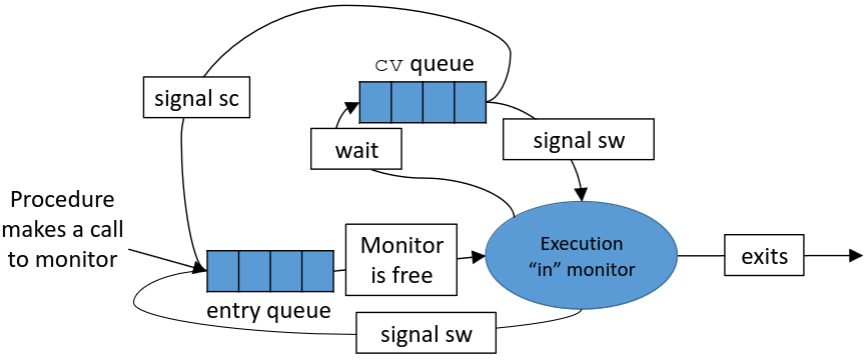 cv queue
signal sc
signal sw
wait
Procedure
makes a call
to monitor
Monitor
is free
Execution
“in” monitor
exits
entry queue
signal sw